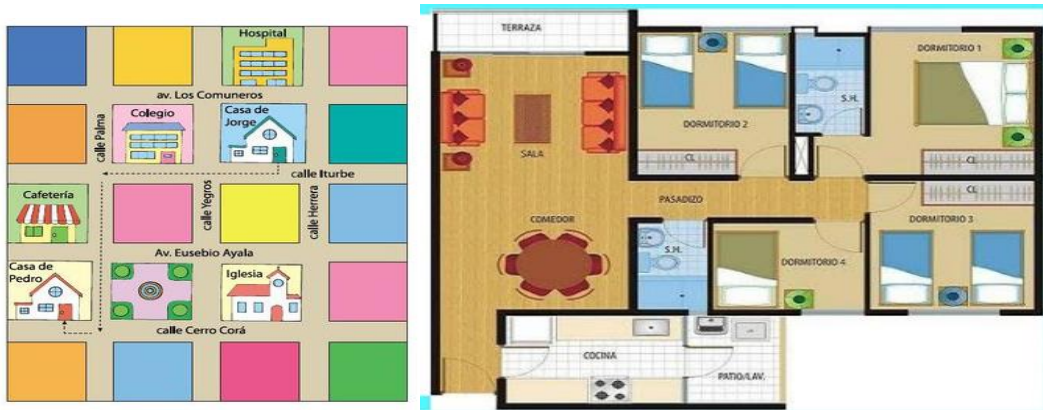 Hospital
av. Los Comuneros
Colegio
Casa de
Jorge
calle Palma
calle Iturbe
Cafetería
calle Yegros
calle Herrera
Av. Eusebio Ayala
Casa de
Pedro
Iglesia
calle Cerro Corá
TERRAZA
DORMITORIO 1
S.H.
DORMITORIO 2
SALA
CL
CL
PASADIZO
CL
COMEDOR
DORMITORIO 3
S.H.
DORMITORIO 4
COCINA
PATIO/LAV.